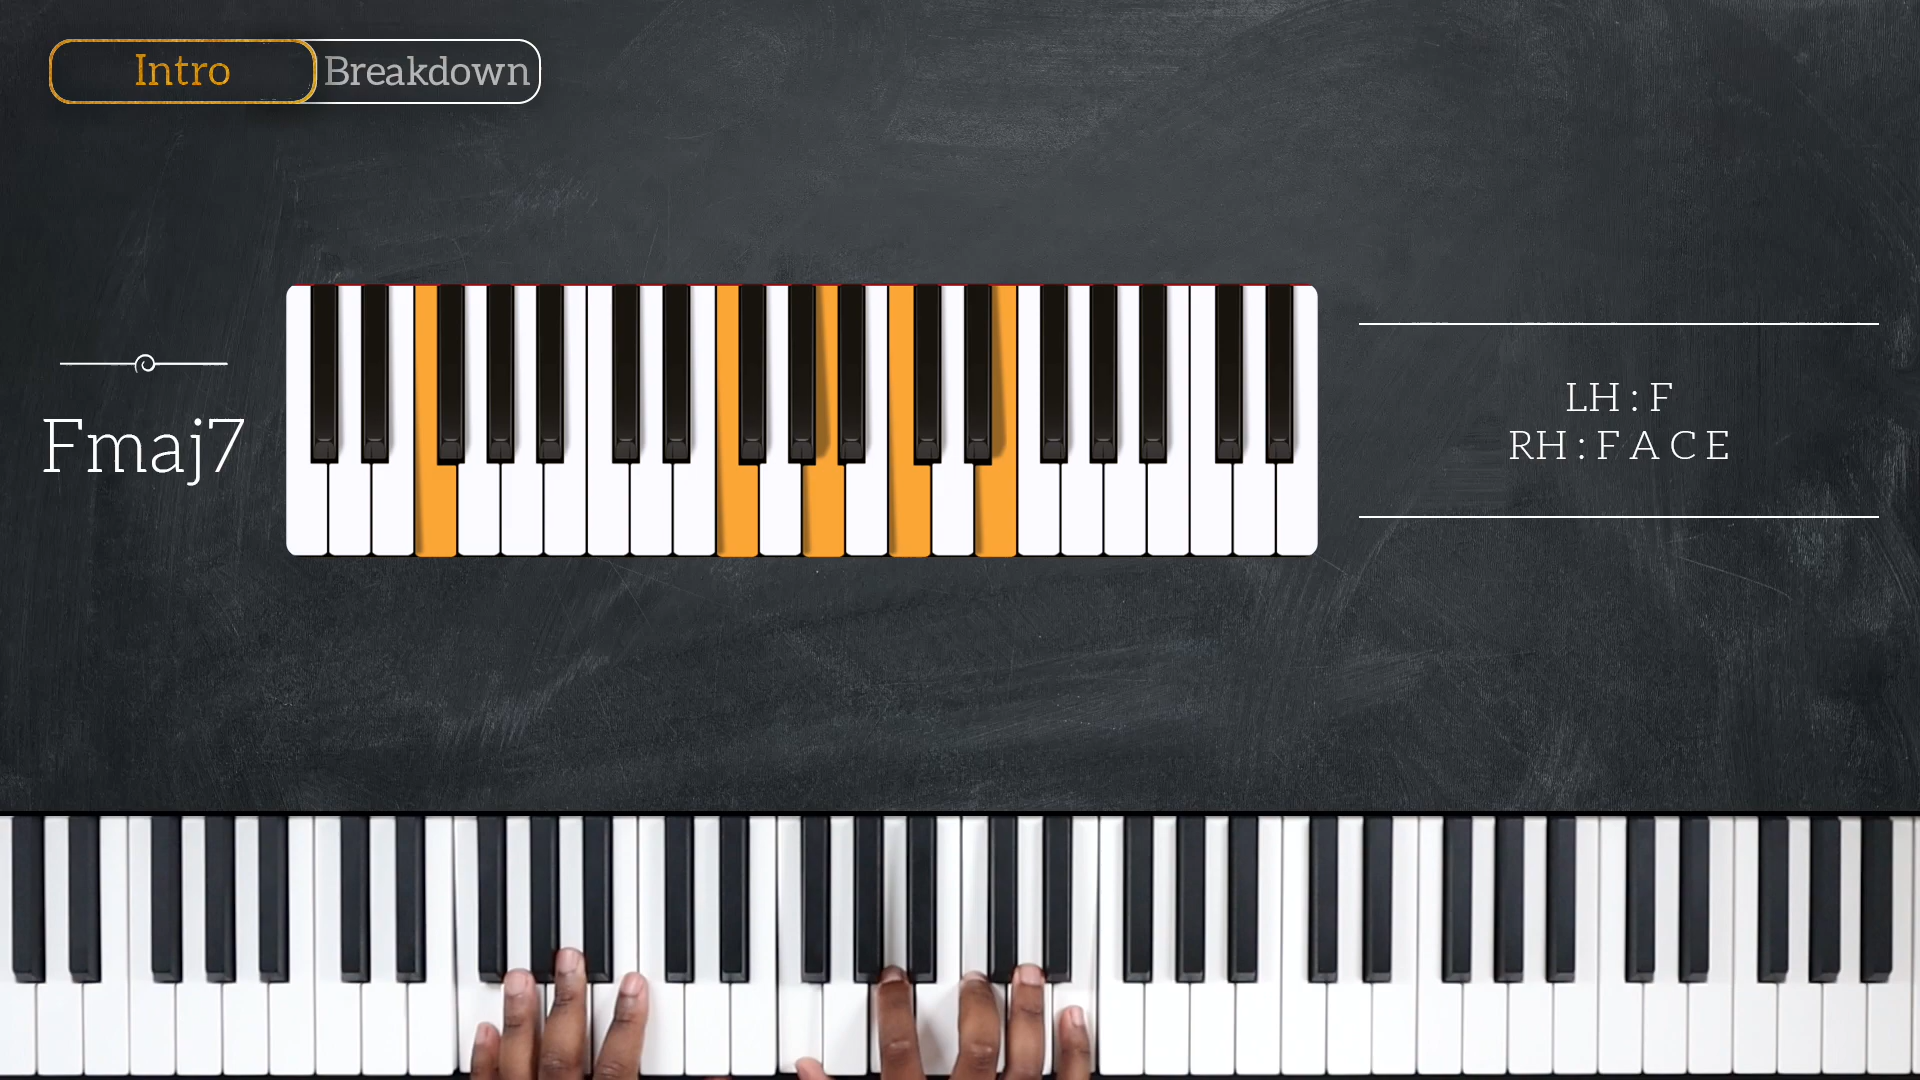 Intro Breakdown
Fmaj7
LH : F
RH : F A C E